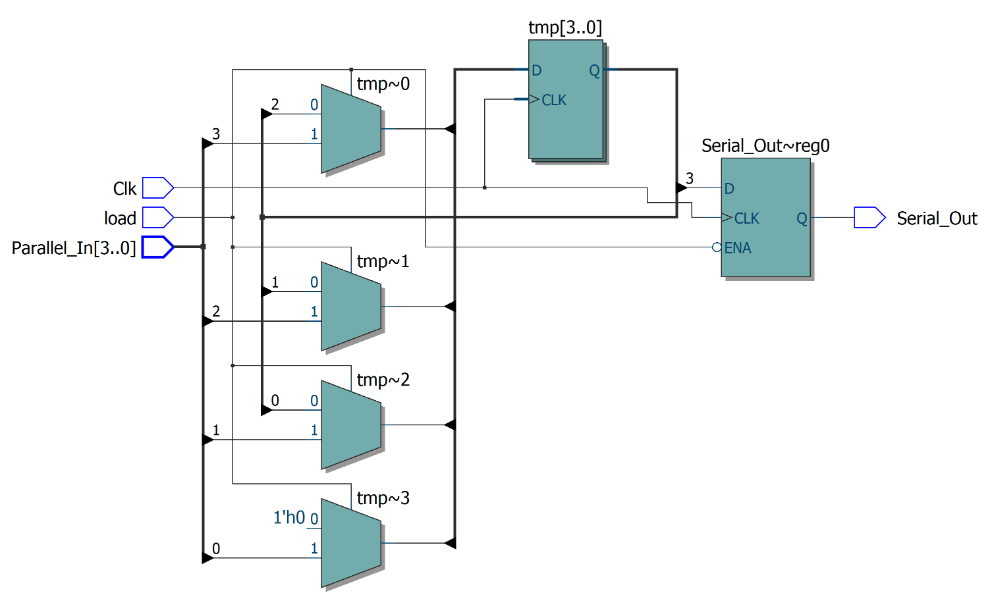 tmp[3..0]
D
Q
CLK
tmp~0
2
0
3
1
Serial_Out~reg0
3
D
CLK
Q
ENA
Serial_Out
Clk
load
Parallel_In[3..0]
tmp~1
1
0
2
1
tmp~2
0
0
1
1
tmp~3
1'h0
0
0
1